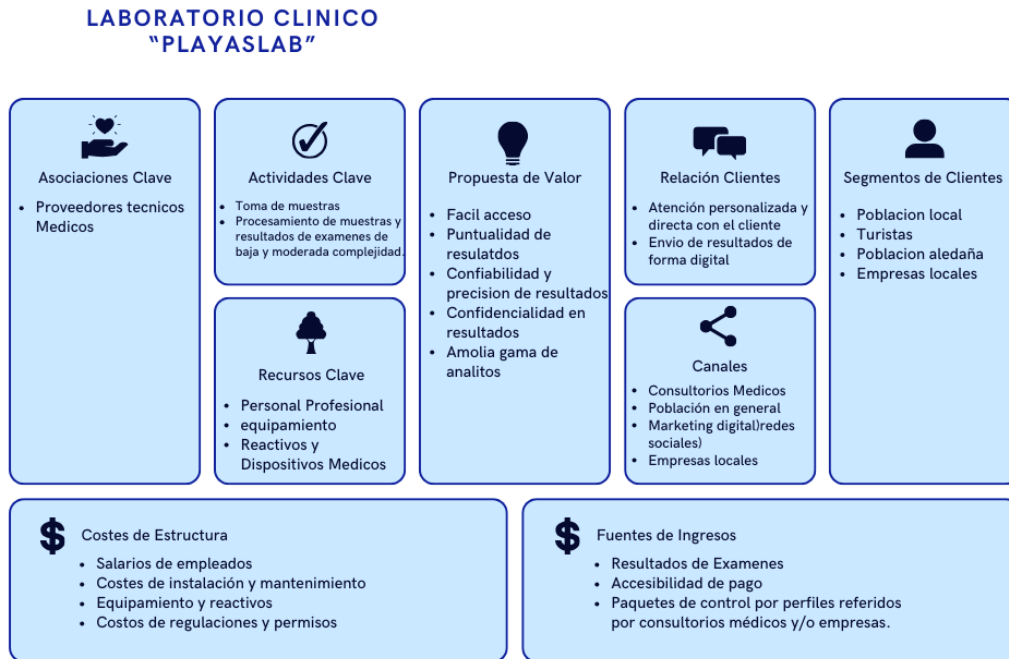 LABORATORIO CLINICO
“PLAYASLAB”
Asociaciones Clave
• Proveedores tecnicos
Medicos
Actividades Clave
• Toma de muestras
• Procesamiento de muestras y
resultados de examenes de
baja y moderada complejidad.
Recursos Clave
• Personal Profesional
• equipamiento
• Reactivos y
Dispositivos Medicos
Propuesta de Valor
• Facil acceso
• Puntualidad de
resulatdos
• Confiabilidad y
precision de resultados
• Confidencialidad en
resultados
• Amolia gama de
analitos
Relación Clientes
• Atención personalizada y
directa con el cliente
• Envio de resultados de
forma digital
Canales
• Consultorios Medicos
• Población en general
• Marketing digital)redes
sociales)
• Empresas locales
Segmentos de Clientes
• Poblacion local
• Turistas
• Poblacion aledaña
• Empresas locales
$ Costes de Estructura
• Salarios de empleados
• Costes de instalación y mantenimiento
• Equipamiento y reactivos
• Costos de regulaciones y permisos
$ Fuentes de Ingresos
• Resultados de Examenes
• Accesibilidad de pago
• Paquetes de control por perfiles referidos
por consultorios médicos y/o empresas.